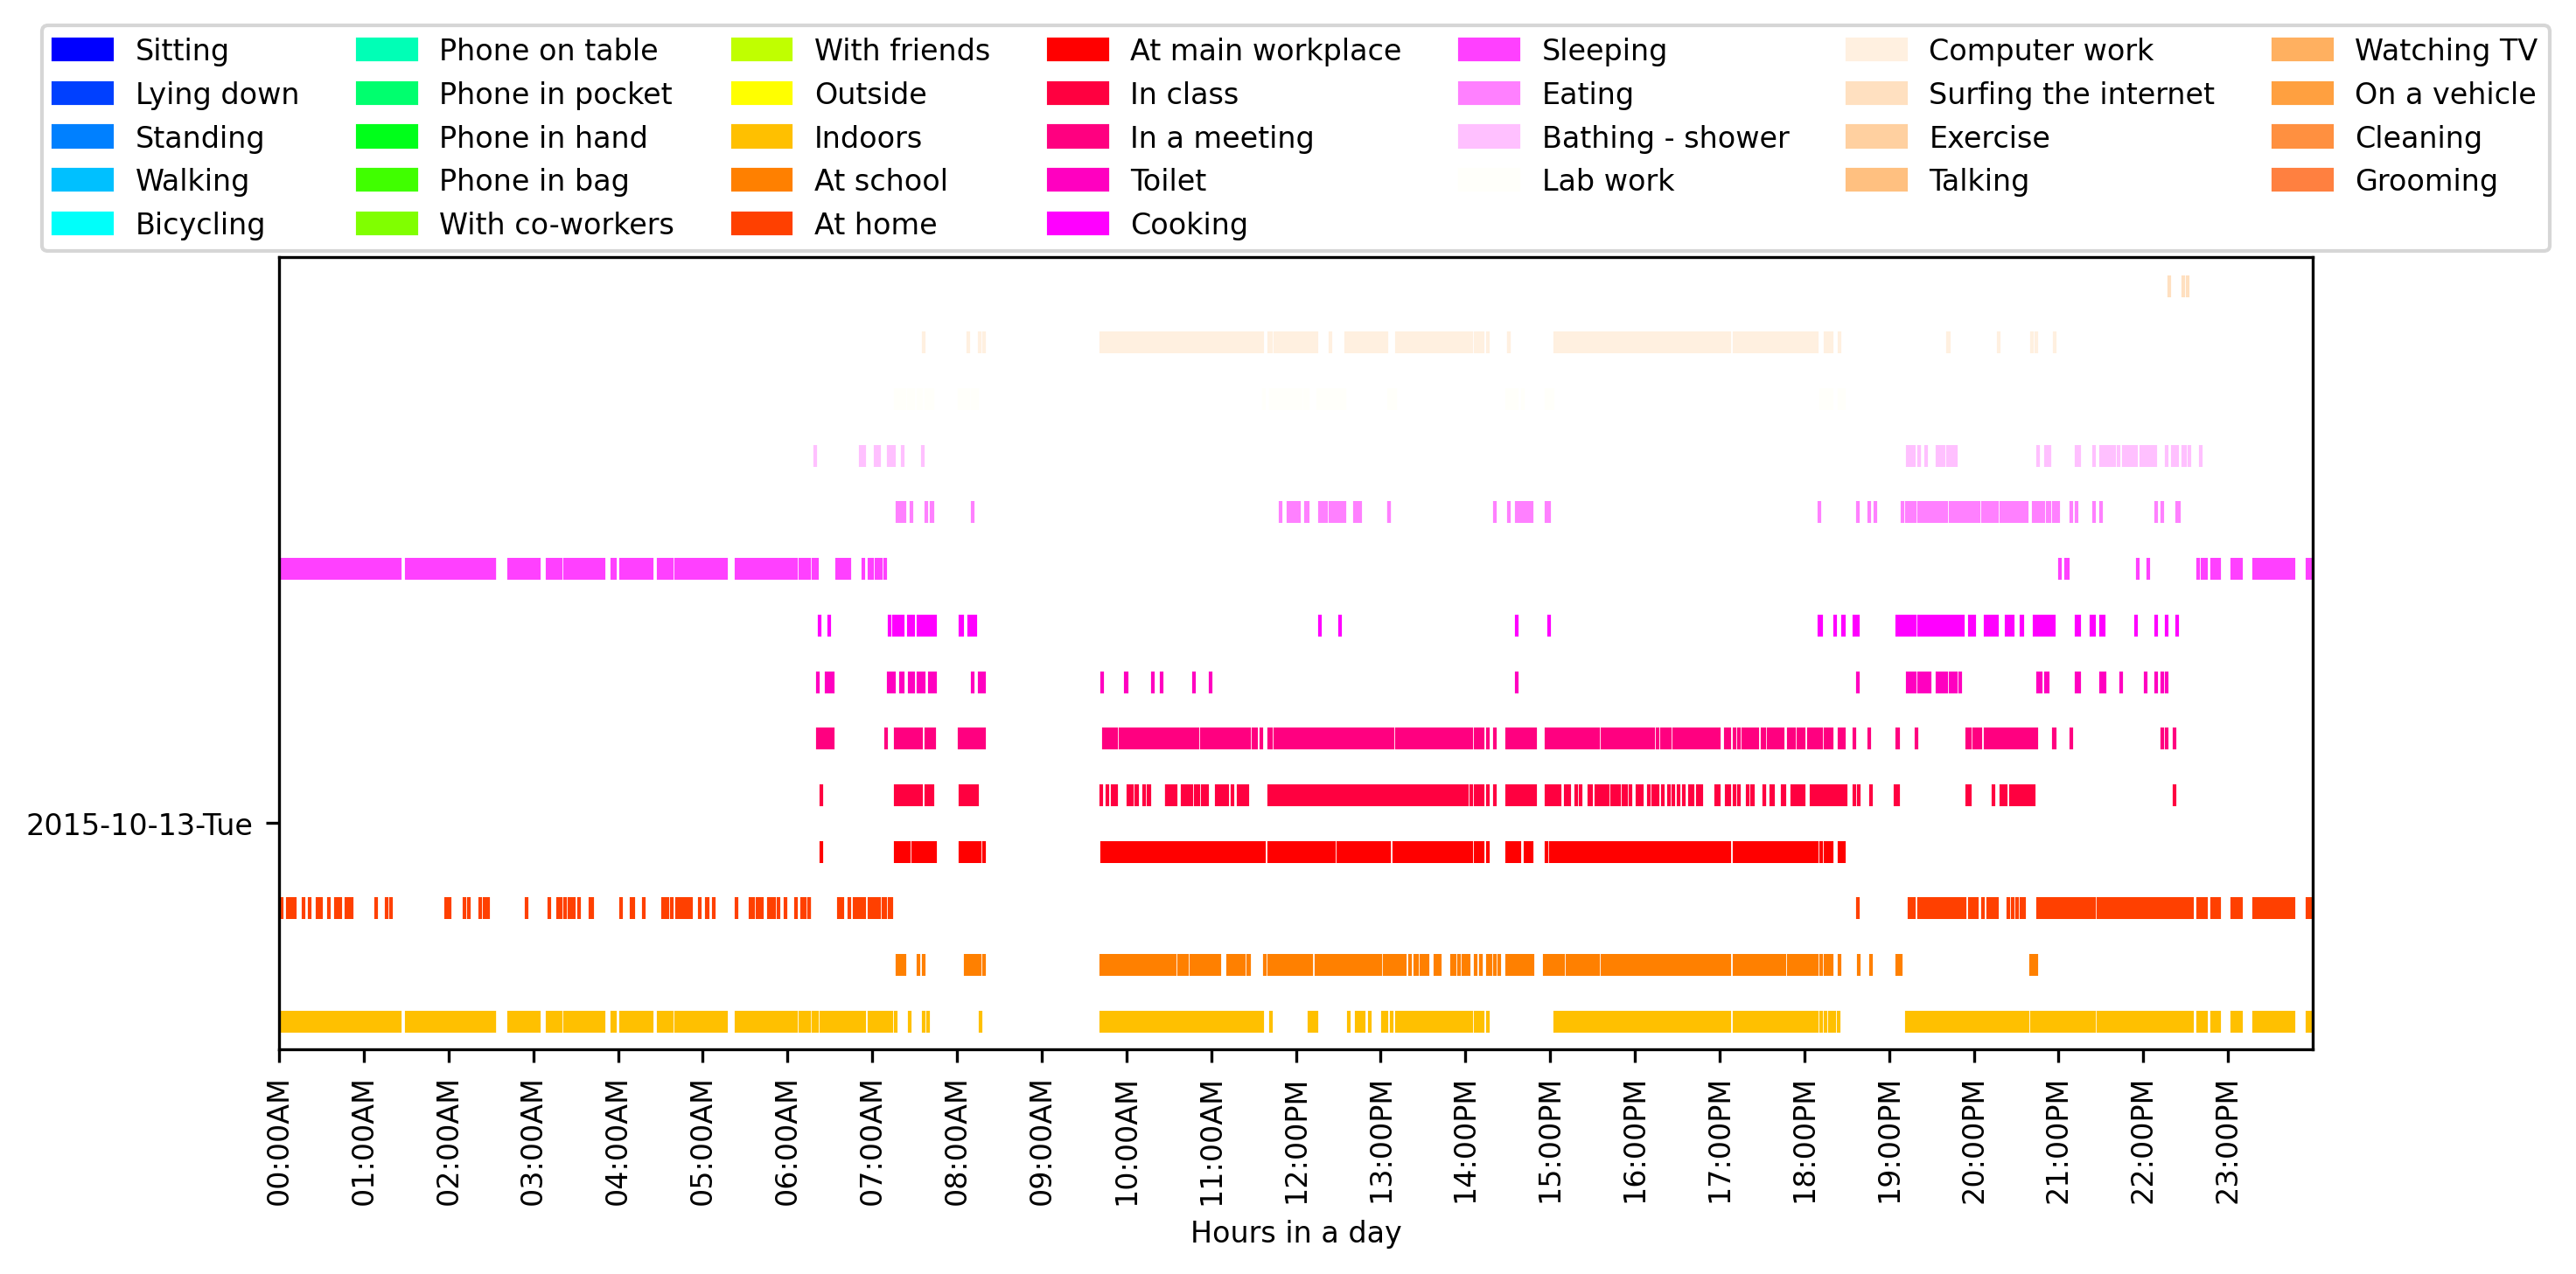 Sitting
Lying down
Standing
Walking
Bicycling
Phone on table
Phone in pocket
Phone in hand
Phone in bag
With co-workers
With friends
Outside
Indoors
At school
At home
At main workplace
In class
In a meeting
Toilet
Cooking
Sleeping
Eating
Bathing - shower
Lab work
Computer work
Surfing the internet
Exercise
Talking
Watching TV
On a vehicle
Cleaning
Grooming
2015-10-13-Tue
00:00AM
01:00AM
02:00AM
03:00AM
04:00AM
05:00AM
06:00AM
07:00AM
08:00AM
09:00AM
10:00AM
11:00AM
12:00PM
13:00PM
14:00PM
15:00PM
16:00PM
17:00PM
18:00PM
19:00PM
20:00PM
21:00PM
22:00PM
23:00PM
Hours in a day